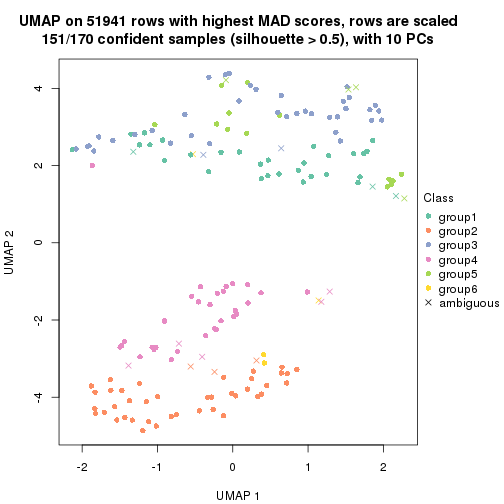 UMAP on 51941 rows with highest MAD scores, rows are scaled
151/170 confident samples (silhouette > 0.5), with 10 PCs
4
2
0
-2
-4
UMAP 2
-2
-1
0
1
2
UMAP 1
Class
group1
group2
group3
group4
group5
group6
ambiguous